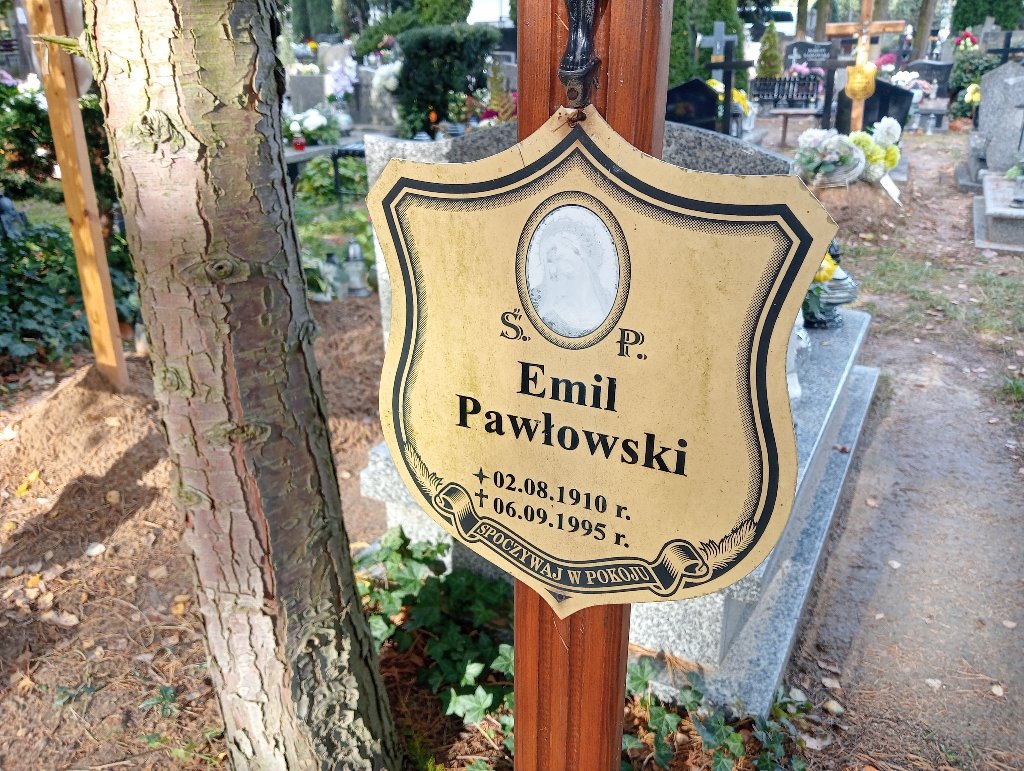 Ś. P.
Emil
Pawłowski
✦02.08.1910 r.
✝06.09.1995 r.
SPOCZYWAJ W POKOJU